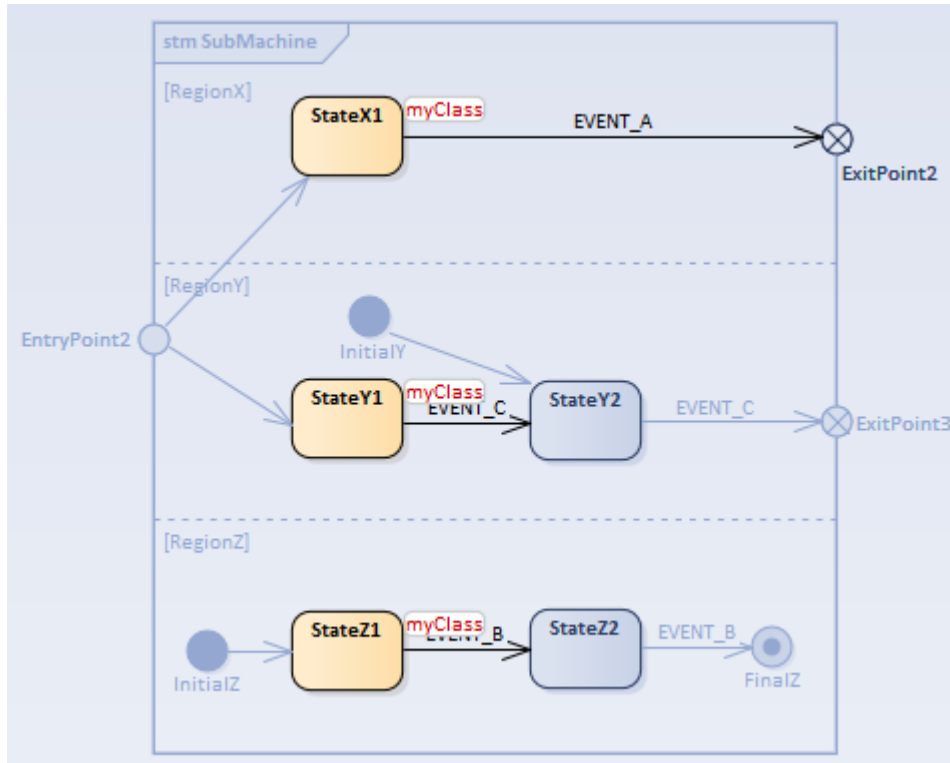 stm SubMachine
[RegionX]
StateX1
myClass
EVENT_A
ExitPoint2
[RegionY]
EntryPoint2
InitialY
StateY1
myClass
EVENT_C
StateY2
EVENT_C
ExitPoint3
[RegionZ]
StateZ1
myClass
EVENT_B
StateZ2
EVENT_B
InitialZ
FinalZ